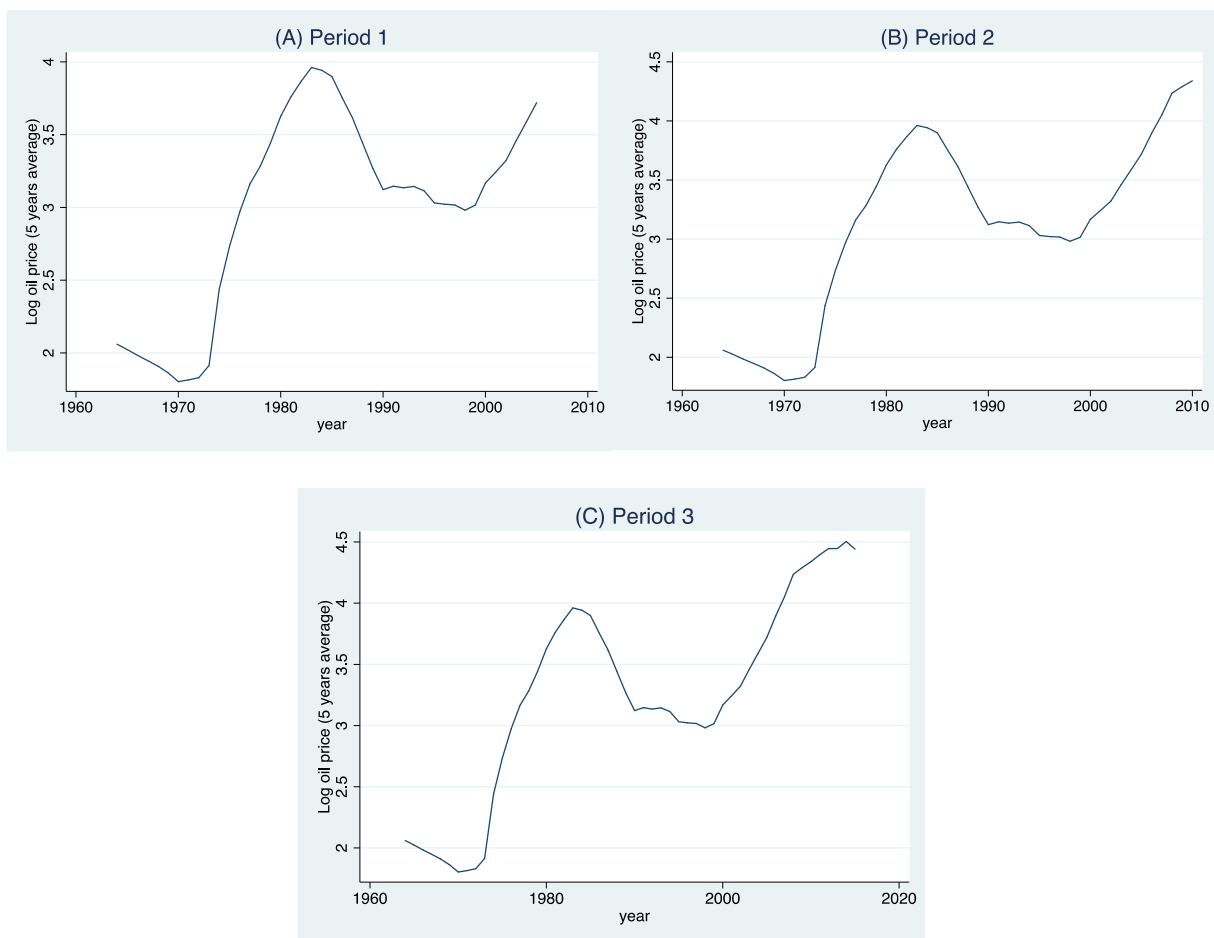 (A) Period 1
Log oil price (5 years average)
4
3.5
3
2.5
2
1960 1970 1980 1990 2000 2010
year
(B) Period 2
Log oil price (5 years average)
4.5
4
3.5
3
2.5
2
1960 1970 1980 1990 2000 2010
year
(C) Period 3
Log oil price (5 years average)
4.5
4
3.5
3
2.5
2
1960 1980 2000 2020
year